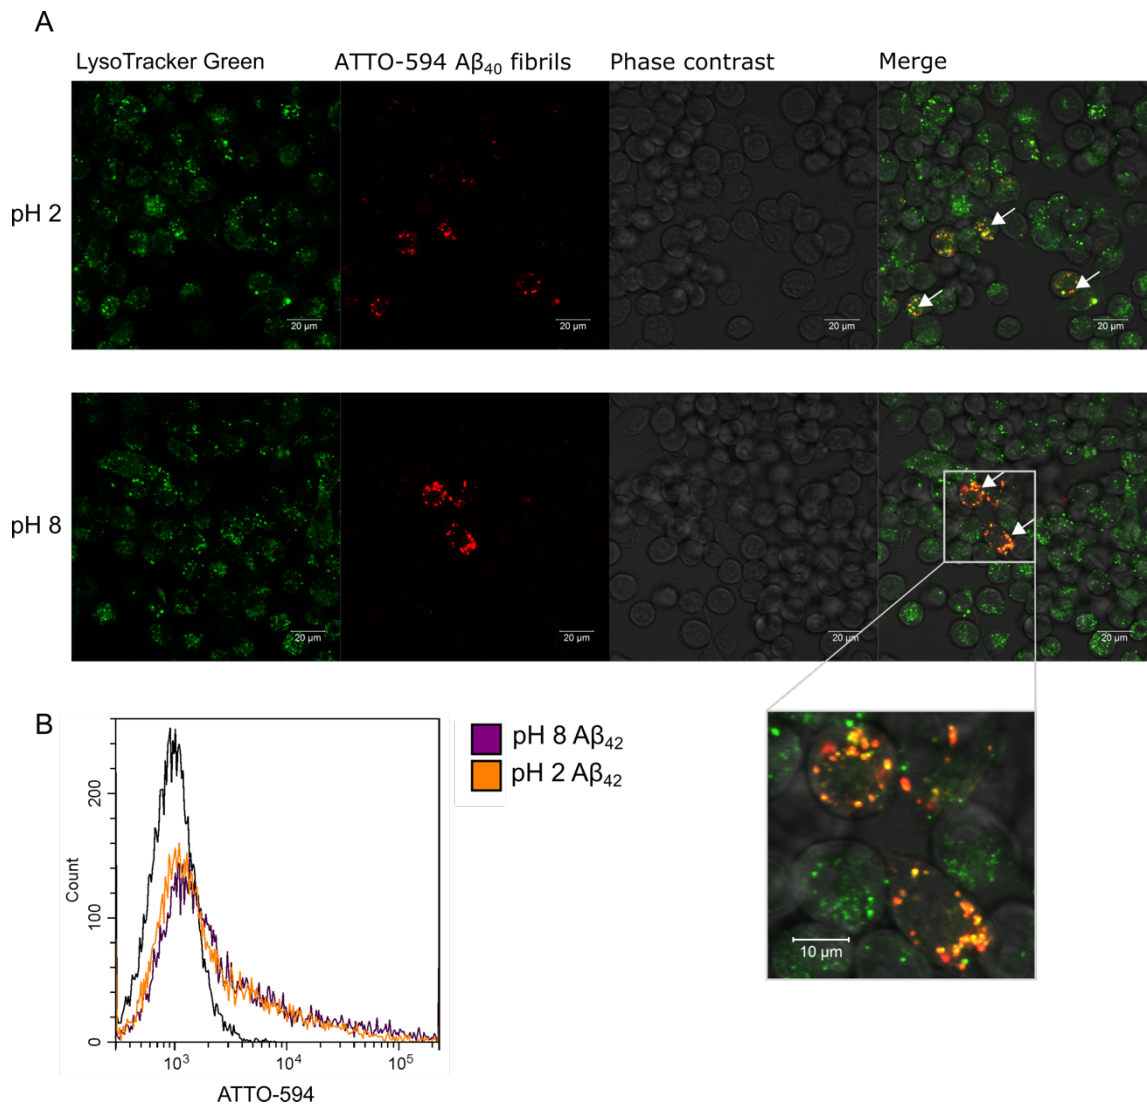 A
LysoTracker Green
ATTO-594 Aβ₄₀ fibrils
Phase contrast
Merge
pH 2
20 µm
20 µm
20 µm
20 µm
pH 8
20 µm
20 µm
20 µm
20 µm
10 µm
B
pH 8 Aβ₄₂
pH 2 Aβ₄₂
Count
0
100
200
10³
10⁴
10⁵
ATTO-594